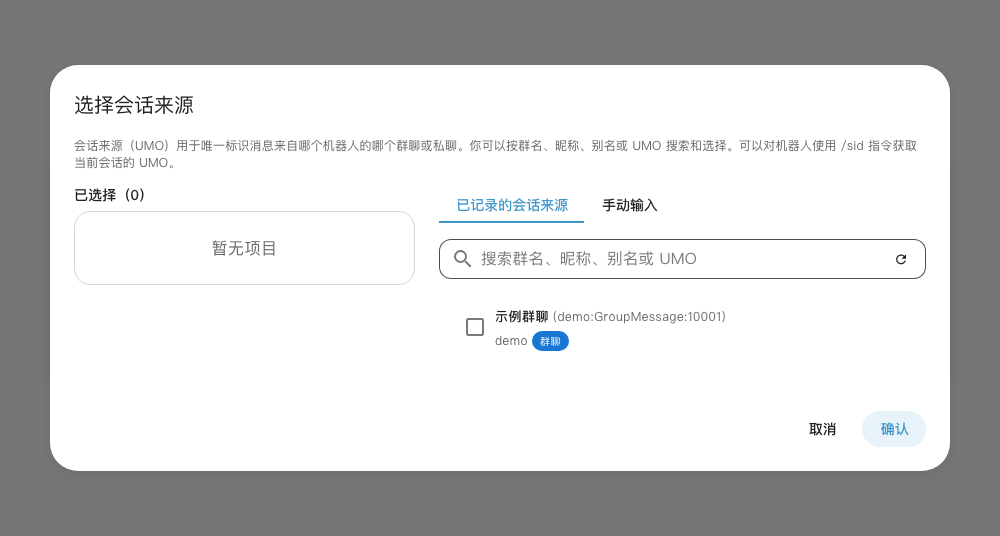 选择会话来源
会话来源（UMO）用于唯一标识消息来自哪个机器人的哪个群聊或私聊。你可以按群名、昵称、别名或 UMO 搜索和选择。可以对机器人使用 /sid 指令获取
当前会话的 UMO。
已选择（0）
暂无项目
已记录的会话来源
手动输入
搜索群名、昵称、别名或 UMO
示例群聊 (demo:GroupMessage:10001)
demo 群聊
取消
确认